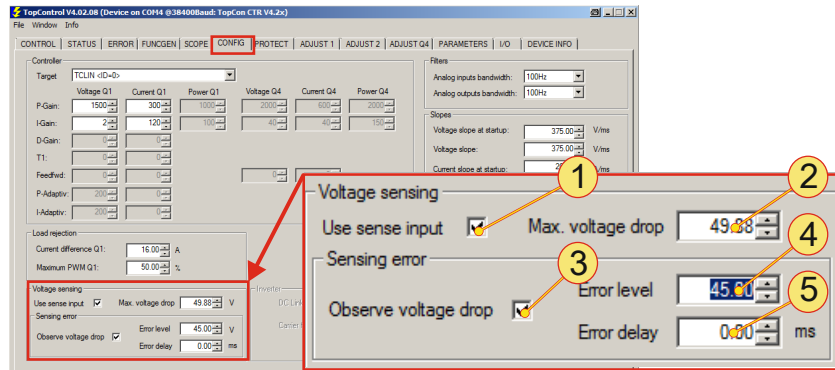 TopControl V4.02.08 (Device on COM4 @38400Baud: TopCon CTR V4.2x)
File Window Info
CONTROL STATUS ERROR FUNCGEN SCOPE CONFIG PROTECT ADJUST 1 ADJUST 2 ADJUST Q4 PARAMETERS I/O DEVICE INFO
Controller
Target TCLIN <ID=0>
Voltage Q1 Current Q1 Power Q1 Voltage Q4 Current Q4 Power Q4
P-Gain: 1500 300 1000 2000 600 2000
I-Gain: 2 120 100 40 40 150
D-Gain: 0 0
T1: 0 0
Feedfwd: 0 0 0
P-Adaptiv: 200 0
I-Adaptiv: 200 0
Filters
Analog inputs bandwidth: 100Hz
Analog outputs bandwidth: 100Hz
Slopes
Voltage slope at startup: 375.00 V/ms
Voltage slope: 375.00 V/ms
Current slope at startup: V/ms
Load rejection
Current difference Q1: 16.00 A
Maximum PWM Q1: 50.00 %
Voltage sensing
Use sense input Max. voltage drop 49.88 V
Sensing error
Observe voltage drop
Error level 45.00 V
Error delay 0.00 ms
Inverter
DC Link
Carrier
Voltage sensing
1
2
Use sense input Max. voltage drop 49.88
Sensing error
3
4
Error level 45.00
5
Observe voltage drop
Error delay 0.00 ms